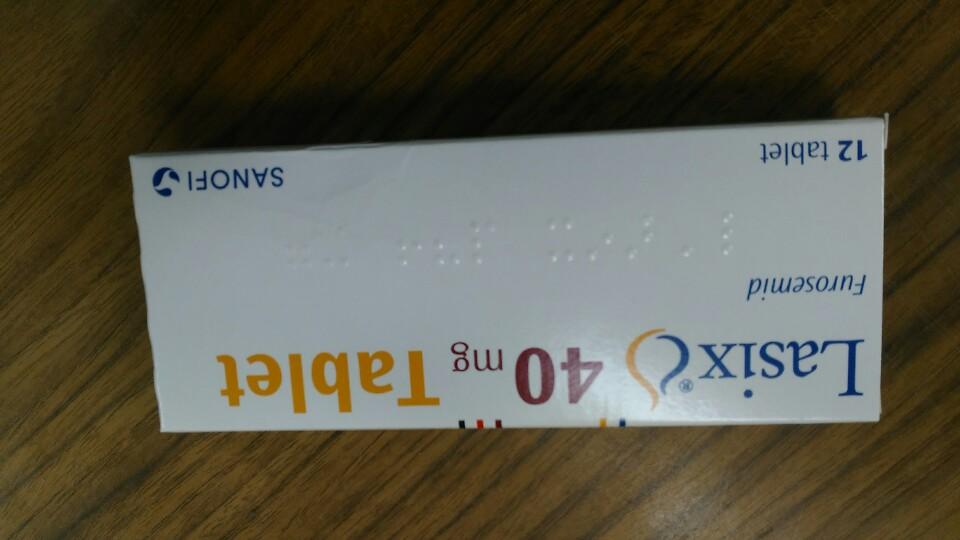 Lasix® 40 mg Tablet
Furosemid
12 tablet
SANOFI